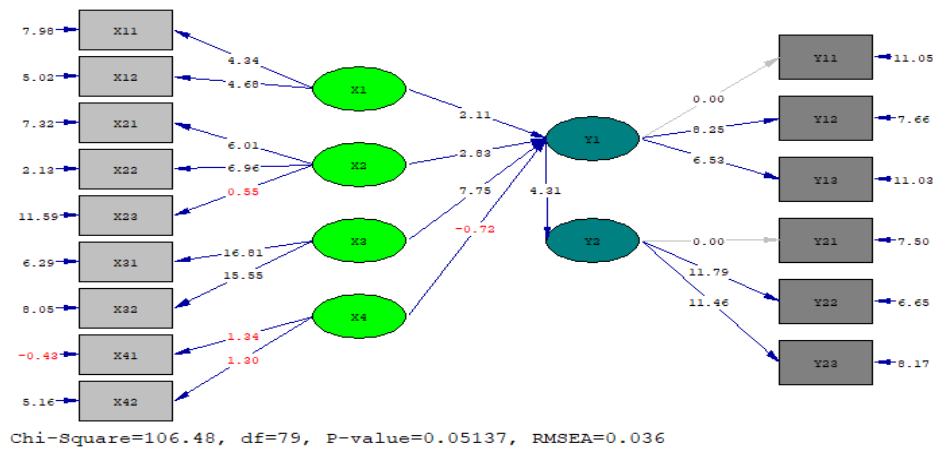 7.98 X11
4.34
5.02 X12
4.68
7.32 X21
6.01
2.13 X22
6.96
11.59 X23
0.55
6.29 X31
16.81
8.05 X32
15.55
-0.43 X41
1.34
5.16 X42
1.30
X1
2.11
X2
2.83
X3
7.75
X4
-0.72
Y1
4.31
Y2
0.00
Y11 11.05
8.25
Y12 7.66
6.53
Y13 11.03
0.00
Y21 7.50
11.79
Y22 6.65
11.46
Y23 8.17
Chi-Square=106.48, df=79, P-value=0.05137, RMSEA=0.036